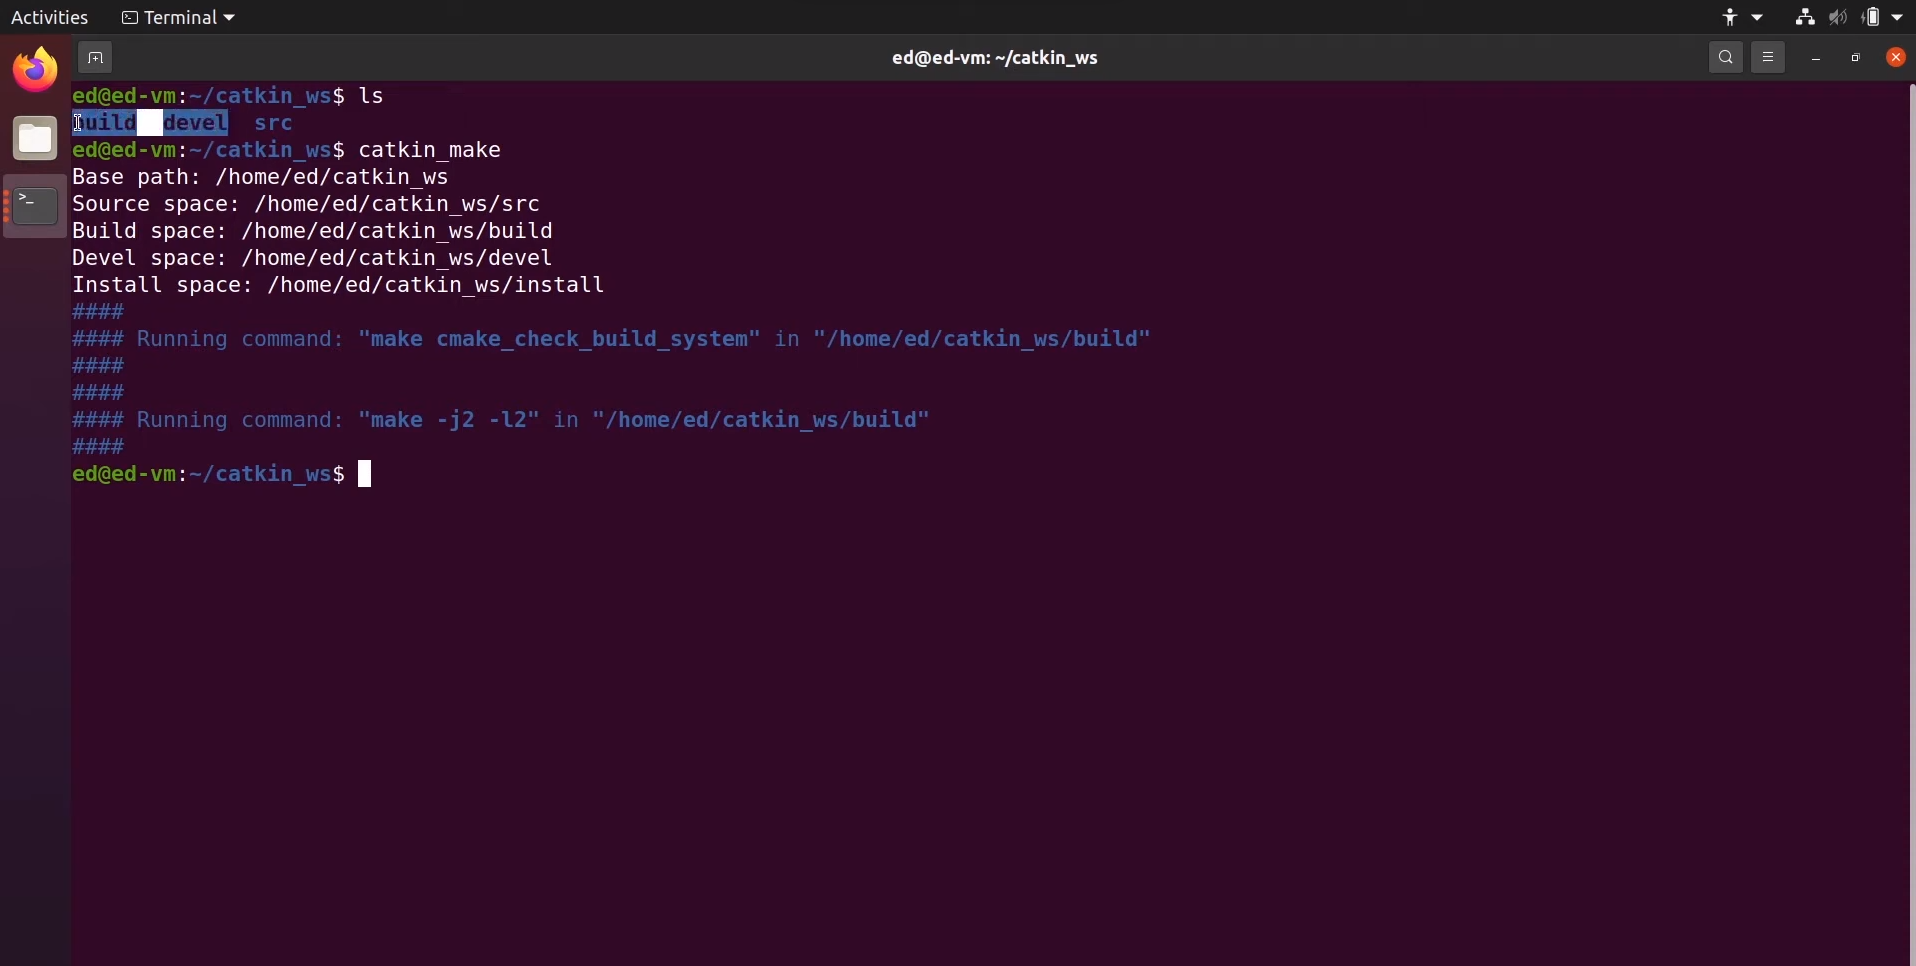 Activities Terminal
ed@ed-vm: ~/catkin_ws
ed@ed-vm:~/catkin_ws$ ls
build  devel  src
ed@ed-vm:~/catkin_ws$ catkin_make
Base path: /home/ed/catkin_ws
Source space: /home/ed/catkin_ws/src
Build space: /home/ed/catkin_ws/build
Devel space: /home/ed/catkin_ws/devel
Install space: /home/ed/catkin_ws/install
####
#### Running command: "make cmake_check_build_system" in "/home/ed/catkin_ws/build"
####
####
#### Running command: "make -j2 -l2" in "/home/ed/catkin_ws/build"
####
ed@ed-vm:~/catkin_ws$